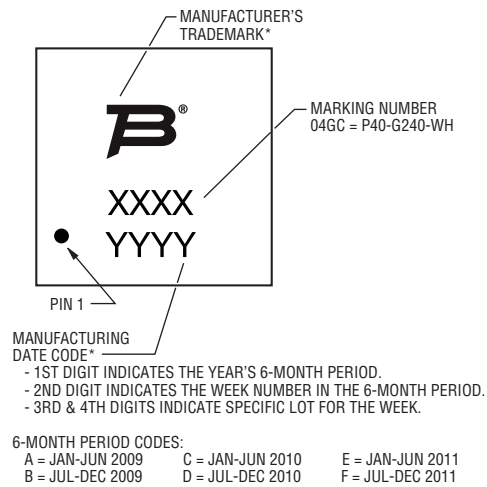 MANUFACTURER'S
TRADEMARK*
B®
MARKING NUMBER
04GC = P40-G240-WH
XXXX
YYYY
PIN 1
MANUFACTURING
DATE CODE*
- 1ST DIGIT INDICATES THE YEAR'S 6-MONTH PERIOD.
- 2ND DIGIT INDICATES THE WEEK NUMBER IN THE 6-MONTH PERIOD.
- 3RD & 4TH DIGITS INDICATE SPECIFIC LOT FOR THE WEEK.
6-MONTH PERIOD CODES:
A = JAN-JUN 2009 C = JAN-JUN 2010 E = JAN-JUN 2011
B = JUL-DEC 2009 D = JUL-DEC 2010 F = JUL-DEC 2011